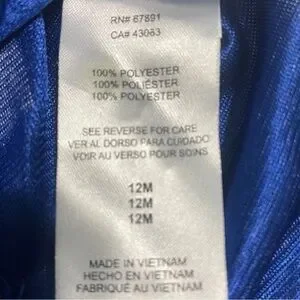 RN# 67891
CA# 43063
100% POLYESTER
100% POLIÉSTER
100% POLYESTER
SEE REVERSE FOR CARE
VER AL DORSO PARA CUIDADO
VOIR AU VERSO POUR SOINS
12M
12M
12M
MADE IN VIETNAM
HECHO EN VIETNAM
FABRIQUÉ AU VIETNAM